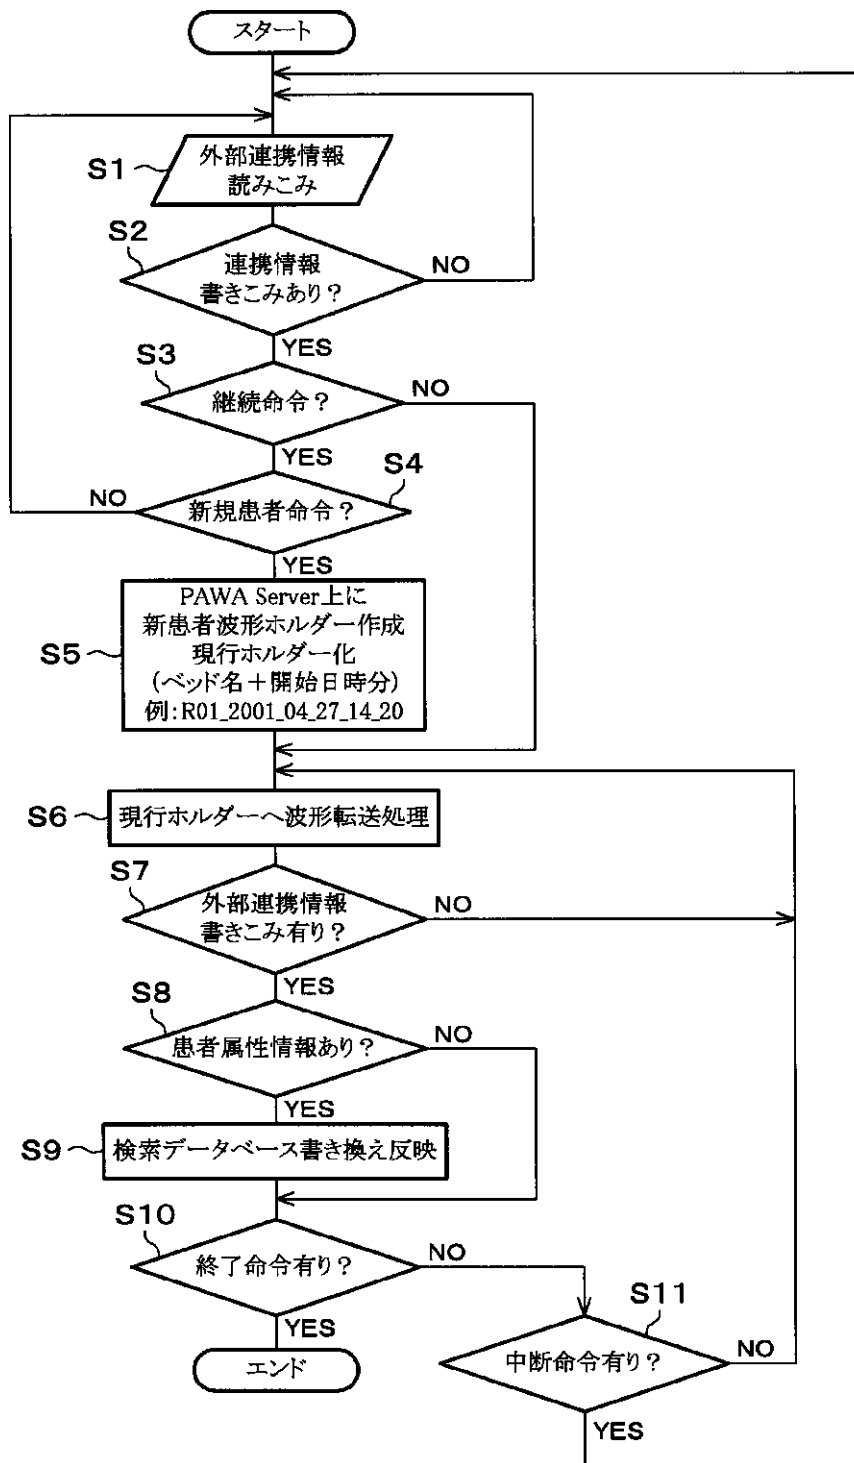 スタート
S1
外部連携情報
読みこみ
S2
連携情報
書きこみあり?
NO
YES
S3
継続命令?
NO
YES
S4
新規患者命令?
NO
YES
S5
PAWA Server上に
新患者波形ホルダー作成
現行ホルダー化
(ベッド名+開始日時分)
例:R01_2001_04_27_14_20
S6
現行ホルダーへ波形転送処理
S7
外部連携情報
書きこみ有り?
NO
YES
S8
患者属性情報あり?
NO
YES
S9
検索データベース書き換え反映
S10
終了命令有り?
NO
YES
エンド
S11
中断命令有り?
NO
YES